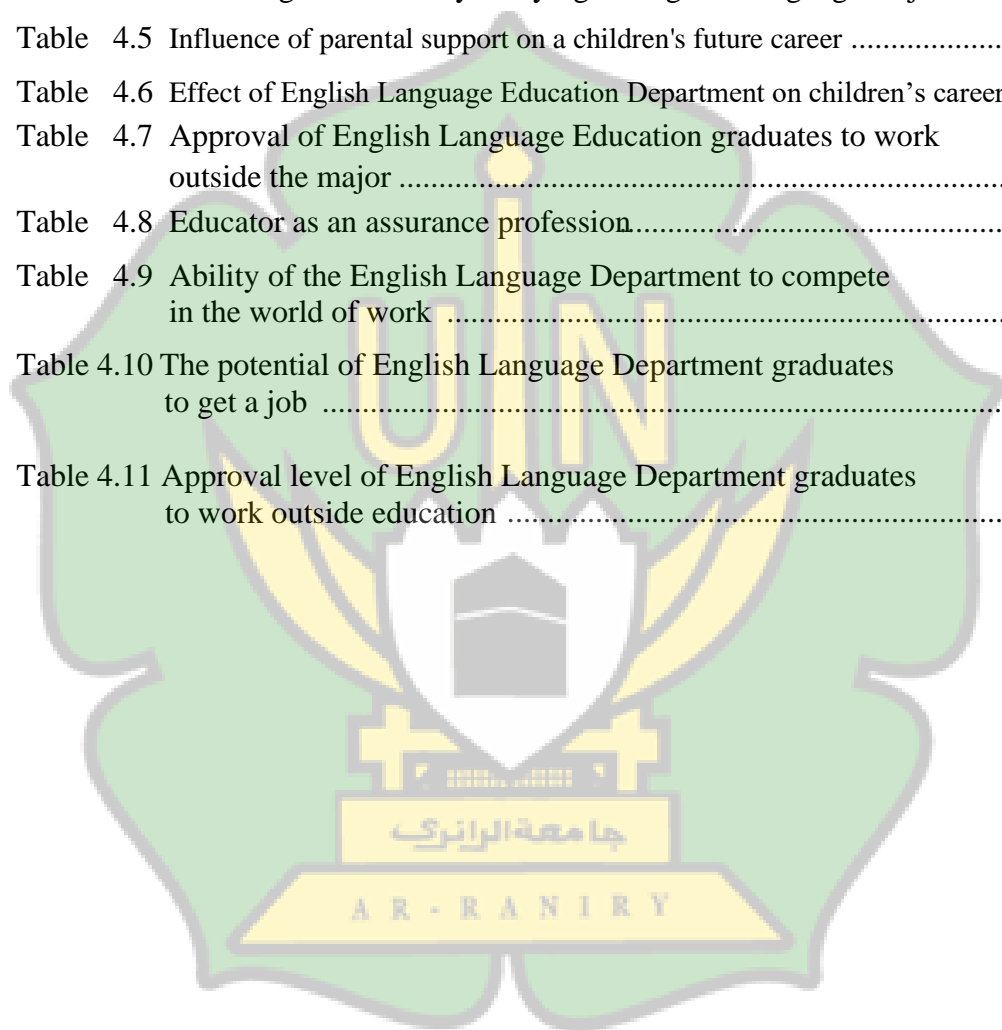 Table 4.5 Influence of parental support on a children's future career ....................
Table 4.6 Effect of English Language Education Department on children's career
Table 4.7 Approval of English Language Education graduates to work
outside the major ....................................................................................
Table 4.8 Educator as an assurance profession................................................
Table 4.9 Ability of the English Language Department to compete
in the world of work ......................................................................
Table 4.10 The potential of English Language Department graduates
to get a job ....................................................................................
Table 4.11 Approval level of English Language Department graduates
to work outside education ..............................................................
UIN
جامعة الرانري
AR-RANIRY